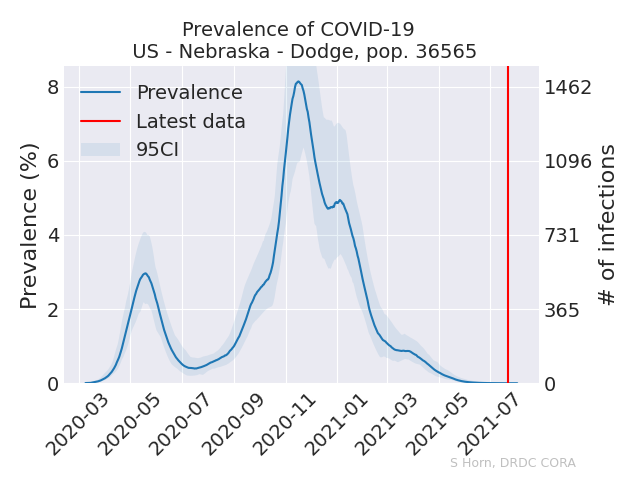 Prevalence of COVID-19
US - Nebraska - Dodge, pop. 36565
Prevalence
Latest data
95CI
Prevalence (%)
8
6
4
2
0
1462
1096
731
365
0
# of infections
2020-03
2020-05
2020-07
2020-09
2020-11
2021-01
2021-03
2021-05
2021-07
S Horn, DRDC CORA